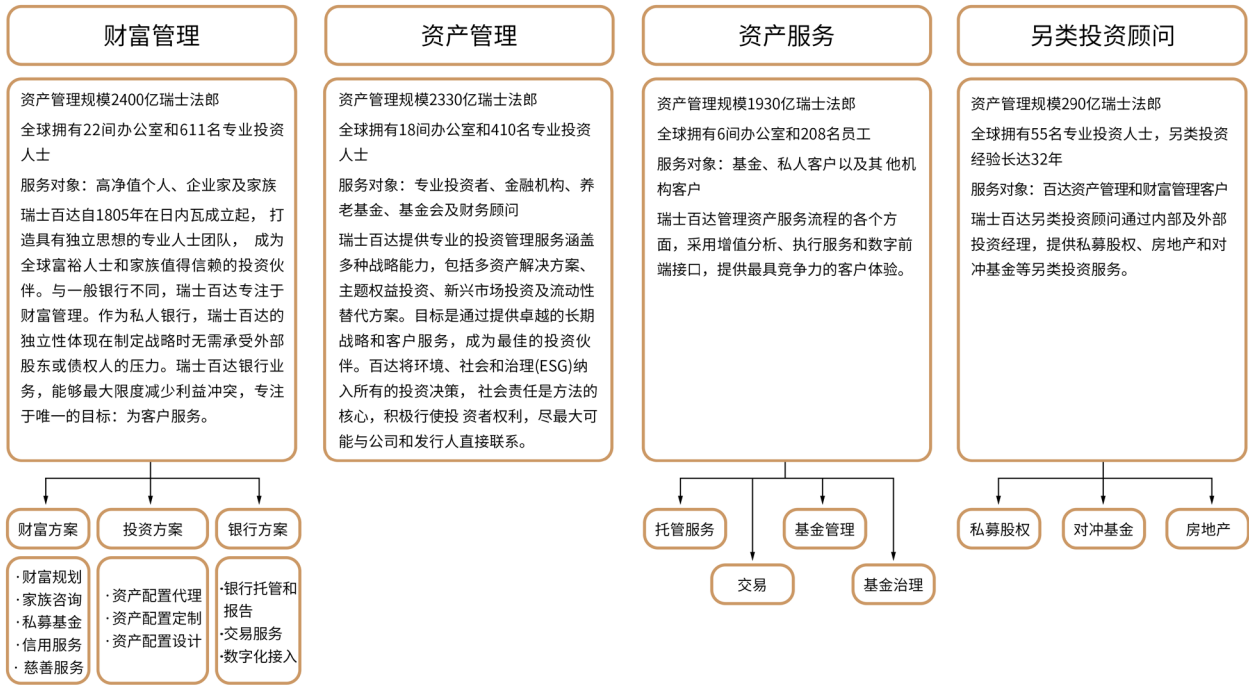 财富管理
资产管理规模2400亿瑞士法郎
全球拥有22间办公室和611名专业投资
人士
服务对象：高净值个人、企业家及家族
瑞士百达自1805年在日内瓦成立起， 打
造具有独立思想的专业人士团队， 成为
全球富裕人士和家族值得信赖的投资伙
伴。与一般银行不同，瑞士百达专注于
财富管理。作为私人银行，瑞士百达的
独立性体现在制定战略时无需承受外部
股东或债权人的压力。瑞士百达银行业
务，能够最大限度减少利益冲突，专注
于唯一的目标：为客户服务。
财富方案
·财富规划
·家族咨询
·私募基金
·信用服务
· 慈善服务
投资方案
·资产配置代理
·资产配置定制
·资产配置设计
银行方案
·银行托管和
报告
·交易服务
·数字化接入
资产管理
资产管理规模2330亿瑞士法郎
全球拥有18间办公室和410名专业投资
人士
服务对象：专业投资者、金融机构、养
老基金、基金会及财务顾问
瑞士百达提供专业的投资管理服务涵盖
多种战略能力，包括多资产解决方案、
主题权益投资、新兴市场投资及流动性
替代方案。目标是通过提供卓越的长期
战略和客户服务，成为最佳的投资伙
伴。百达将环境、社会和治理(ESG)纳
入所有的投资决策， 社会责任是方法的
核心，积极行使投 资者权利，尽最大可
能与公司和发行人直接联系。
资产服务
资产管理规模1930亿瑞士法郎
全球拥有6间办公室和208名员工
服务对象：基金、私人客户以及其 他机
构客户
瑞士百达管理资产服务流程的各个方
面，采用增值分析、执行服务和数字前
端接口，提供最具竞争力的客户体验。
托管服务
交易
基金管理
基金治理
另类投资顾问
资产管理规模290亿瑞士法郎
全球拥有55名专业投资人士，另类投资
经验长达32年
服务对象：百达资产管理和财富管理客户
瑞士百达另类投资顾问通过内部及外部
投资经理，提供私募股权、房地产和对
冲基金等另类投资服务。
私募股权
对冲基金
房地产